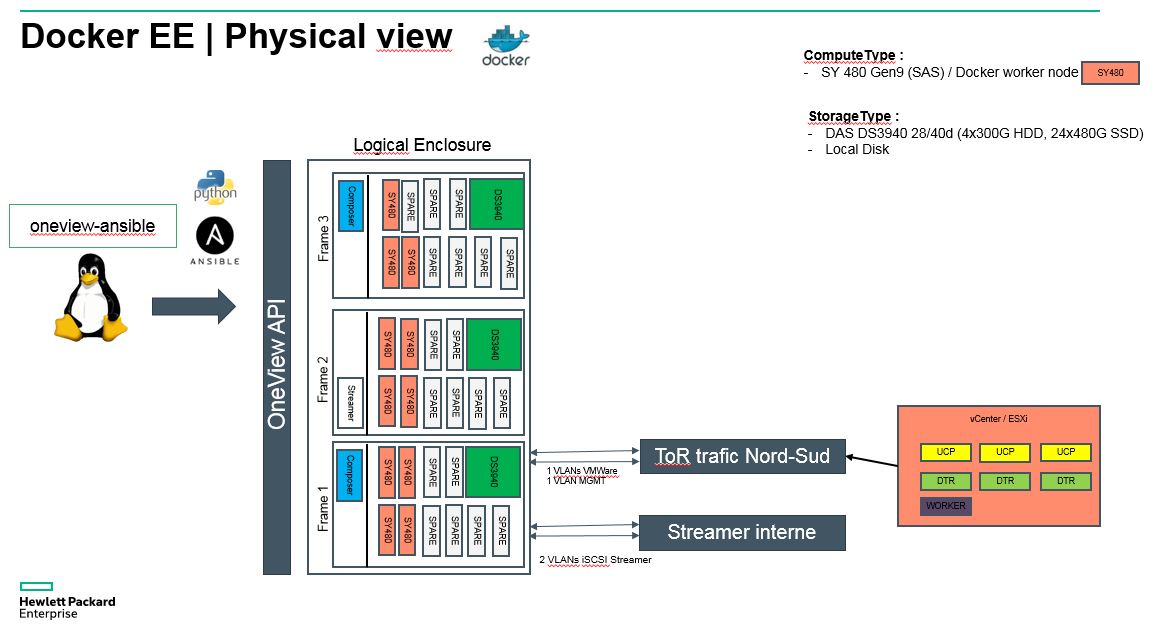 Docker EE | Physical view
docker
ComputeType :
- SY 480 Gen9 (SAS) / Docker worker node
SY480
StorageType :
- DAS DS3940 28/40d (4x300G HDD, 24x480G SSD)
- Local Disk
Logical Enclosure
oneview-ansible
python
ANSIBLE
OneView API
Frame 3
Composer
SY480
SPARE
SPARE
SPARE
DS3940
SY480
SY480
SPARE
SPARE
SPARE
SPARE
Frame 2
Streamer
SY480
SY480
SPARE
SPARE
DS3940
SY480
SY480
SPARE
SPARE
SPARE
SPARE
Frame 1
Composer
SY480
SY480
SPARE
SPARE
DS3940
SY480
SY480
SPARE
SPARE
SPARE
SPARE
ToR trafic Nord-Sud
1 VLANs VMWare
1 VLAN MGMT
Streamer interne
2 VLANs iSCSI Streamer
vCenter / ESXi
UCP
UCP
UCP
DTR
DTR
DTR
WORKER
Hewlett Packard
Enterprise